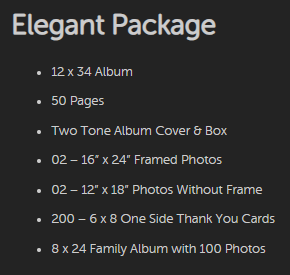 Elegant Package
• 12 x 34 Album
• 50 Pages
• Two Tone Album Cover & Box
• 02 – 16” x 24” Framed Photos
• 02 – 12” x 18” Photos Without Frame
• 200 – 6 x 8 One Side Thank You Cards
• 8 x 24 Family Album with 100 Photos